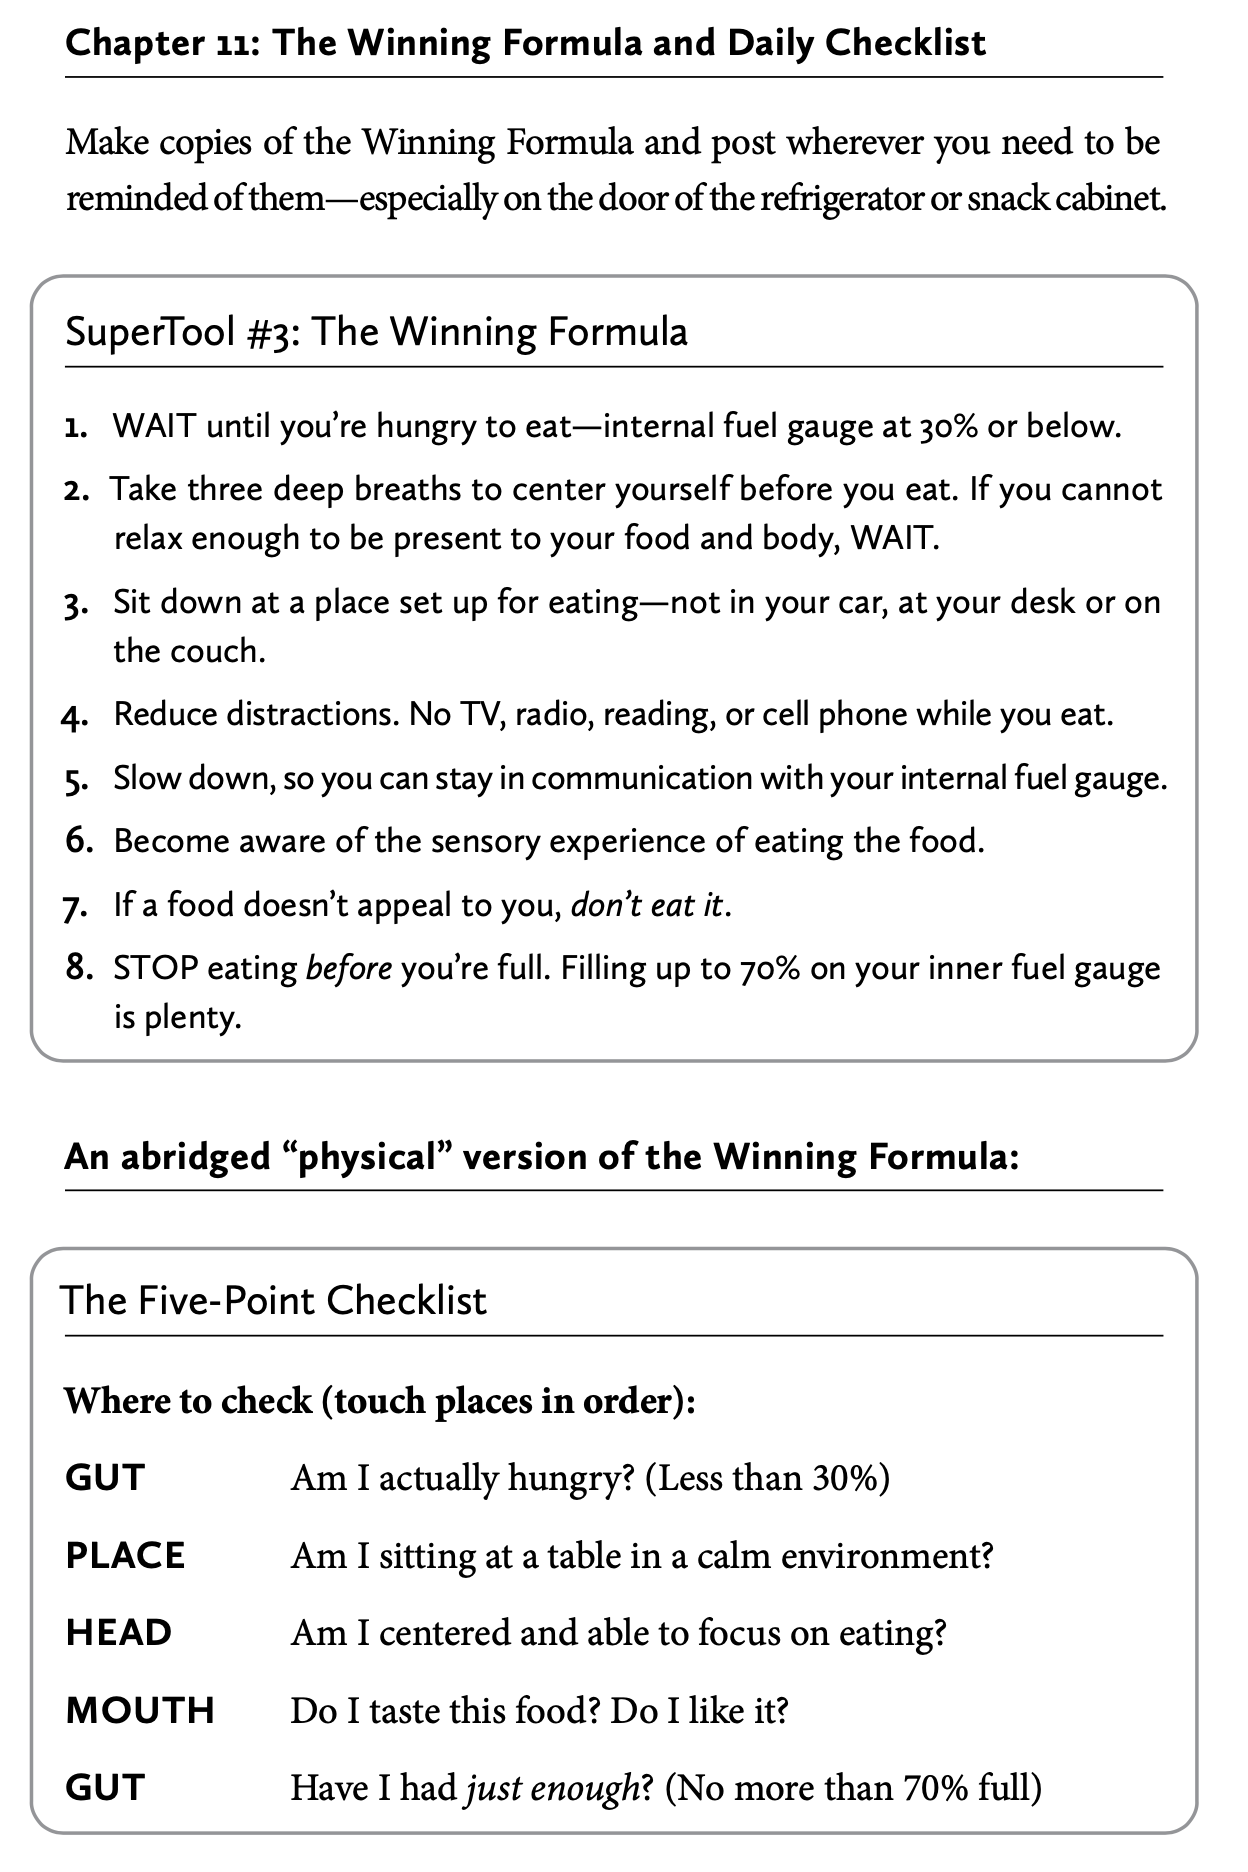 Chapter 11: The Winning Formula and Daily Checklist
Make copies of the Winning Formula and post wherever you need to be
reminded of them—especially on the door of the refrigerator or snack cabinet.
SuperTool #3: The Winning Formula
1. WAIT until you’re hungry to eat—internal fuel gauge at 30% or below.
2. Take three deep breaths to center yourself before you eat. If you cannot
relax enough to be present to your food and body, WAIT.
3. Sit down at a place set up for eating—not in your car, at your desk or on
the couch.
4. Reduce distractions. No TV, radio, reading, or cell phone while you eat.
5. Slow down, so you can stay in communication with your internal fuel gauge.
6. Become aware of the sensory experience of eating the food.
7. If a food doesn’t appeal to you, don’t eat it.
8. STOP eating before you’re full. Filling up to 70% on your inner fuel gauge
is plenty.
An abridged “physical” version of the Winning Formula:
The Five-Point Checklist
Where to check (touch places in order):
GUT Am I actually hungry? (Less than 30%)
PLACE Am I sitting at a table in a calm environment?
HEAD Am I centered and able to focus on eating?
MOUTH Do I taste this food? Do I like it?
GUT Have I had just enough? (No more than 70% full)